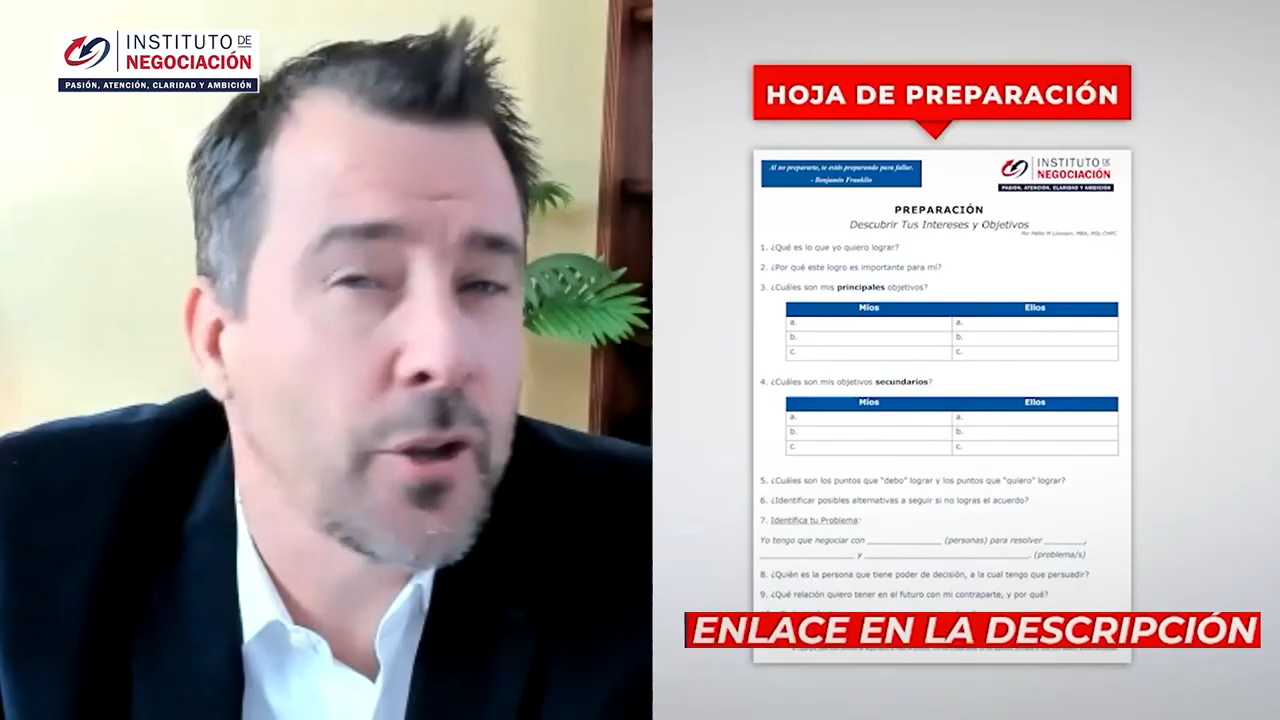 INSTITUTO DE
NEGOCIACIÓN
PASIÓN, ATENCIÓN, CLARIDAD Y AMBICIÓN
HOJA DE PREPARACIÓN
Al no prepararte, te estás preparando para fallar.
- Benjamin Franklin
INSTITUTO DE
NEGOCIACIÓN
PASIÓN, ATENCIÓN, CLARIDAD Y AMBICIÓN
PREPARACIÓN
Descubrir Tus Intereses y Objetivos
1. ¿Qué es lo que yo quiero lograr?
2. ¿Por qué este logro es importante para mí?
3. ¿Cuáles son mis principales objetivos?
Míos Ellos
a. a.
b. b.
c. c.
4. ¿Cuáles son mis objetivos secundarios?
Míos Ellos
a. a.
b. b.
c. c.
5. ¿Cuáles son los puntos que "debo" lograr y los puntos que "quiero" lograr?
6. ¿Identificar posibles alternativas a seguir si no logras el acuerdo?
7. Identifica tu Problema:
Yo tengo que negociar con ______________ (personas) para resolver ________,
__________________ y ________________________________. (problema/s)
8. ¿Quién es la persona que tiene poder de decisión, a la cual tengo que persuadir?
9. ¿Qué relación quiero tener en el futuro con mi contraparte, y por qué?
ENLACE EN LA DESCRIPCIÓN